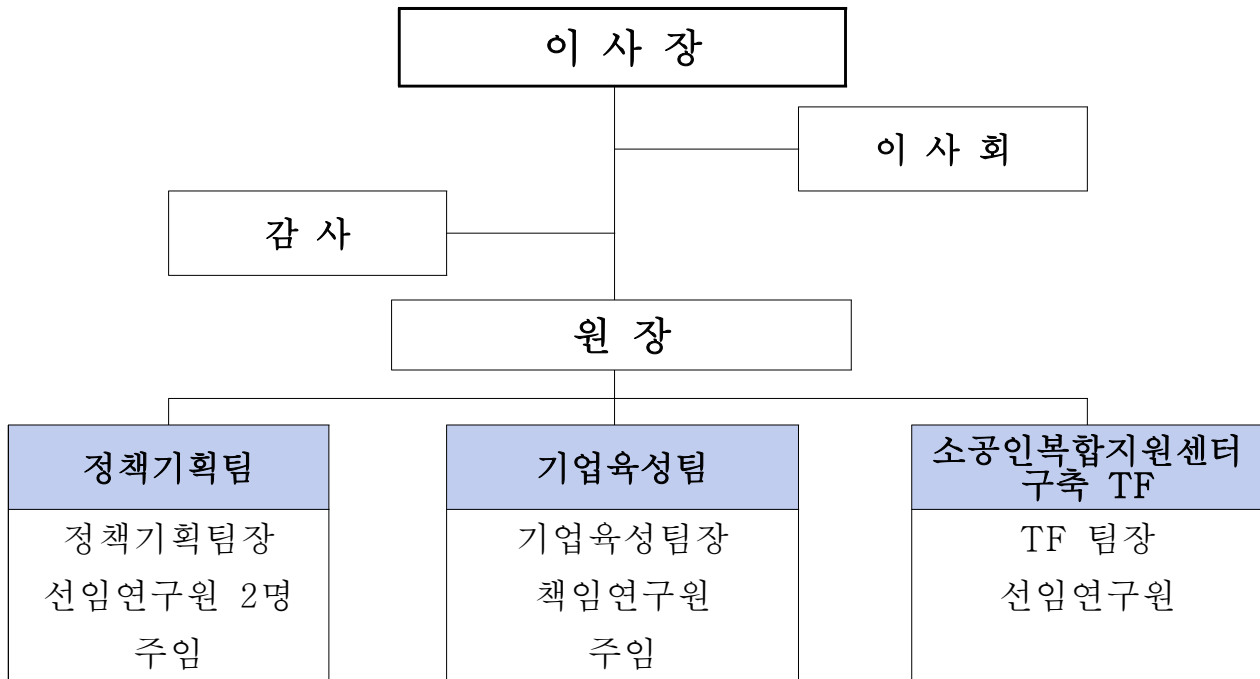 이 사 장
이 사 회
감 사
원 장
정책기획팀
정책기획팀장
선임연구원 2명
주임
기업육성팀
기업육성팀장
책임연구원
주임
소공인복합지원센터
구축 TF
TF 팀장
선임연구원